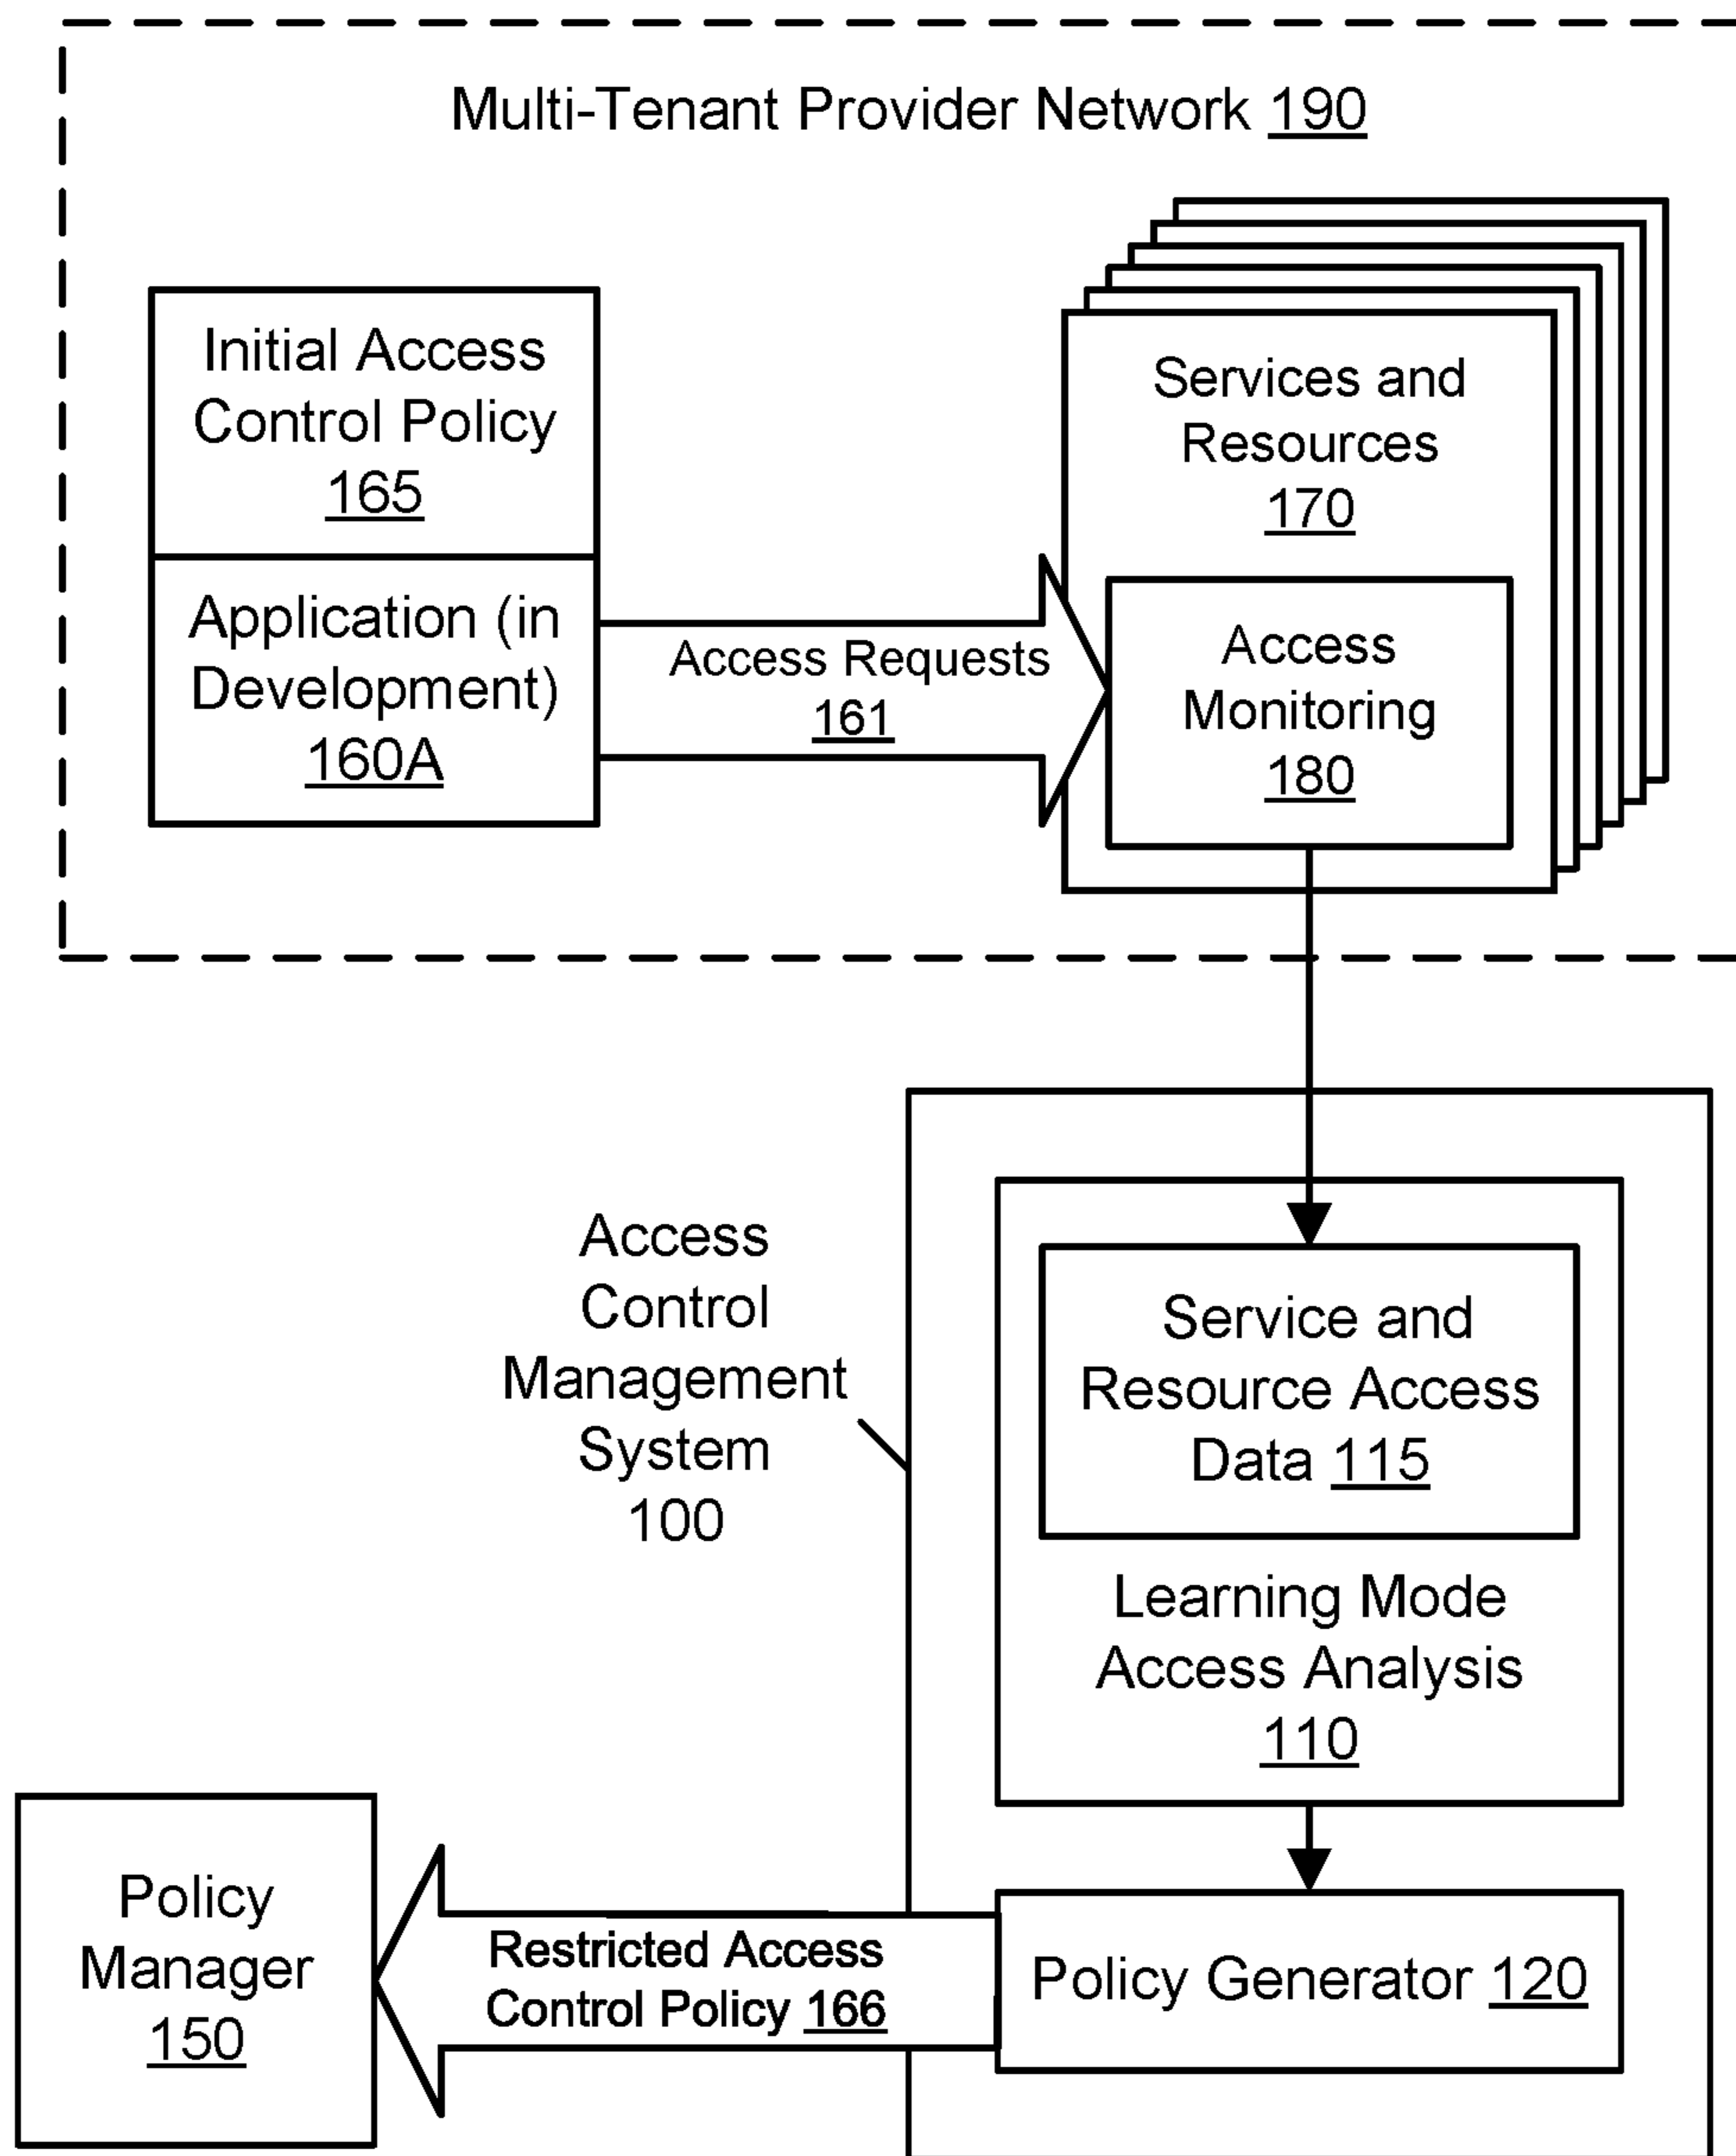 Multi-Tenant Provider Network 190
Initial Access
Control Policy
165
Application (in
Development)
160A
Access Requests
161
Services and
Resources
170
Access
Monitoring
180
Access
Control
Management
System
100
Service and
Resource Access
Data 115
Learning Mode
Access Analysis
110
Policy
Manager
150
Restricted Access
Control Policy 166
Policy Generator 120